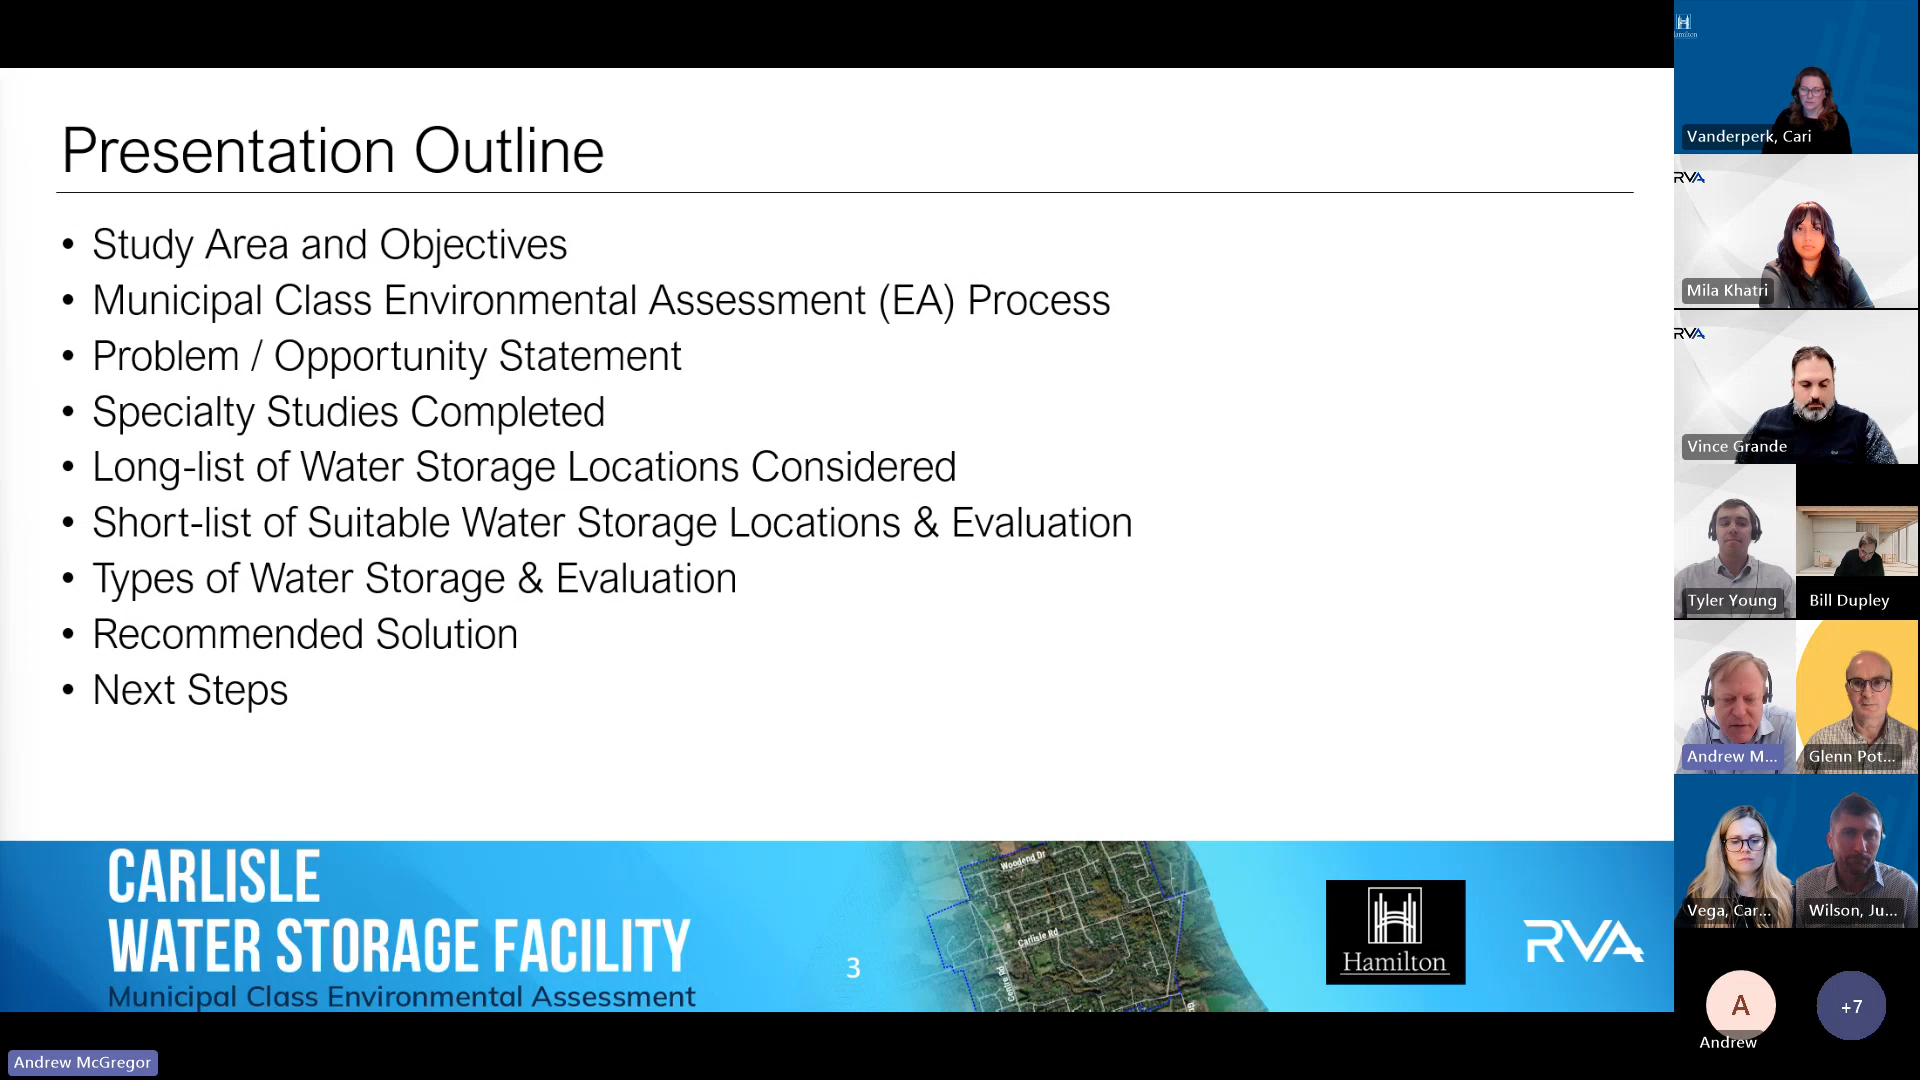 Presentation Outline
• Study Area and Objectives
• Municipal Class Environmental Assessment (EA) Process
• Problem / Opportunity Statement
• Specialty Studies Completed
• Long-list of Water Storage Locations Considered
• Short-list of Suitable Water Storage Locations & Evaluation
• Types of Water Storage & Evaluation
• Recommended Solution
• Next Steps
CARLISLE
WATER STORAGE FACILITY
Municipal Class Environmental Assessment
3
Woodend Dr
Carlisle Rd
Centre Rd
Hamilton
RVA
Andrew McGregor
Hamilton
Vanderperk, Cari
RVA
Mila Khatri
RVA
Vince Grande
Tyler Young
Bill Dupley
Andrew M...
Glenn Pot...
Vega, Car...
Wilson, Ju...
A
Andrew
+7